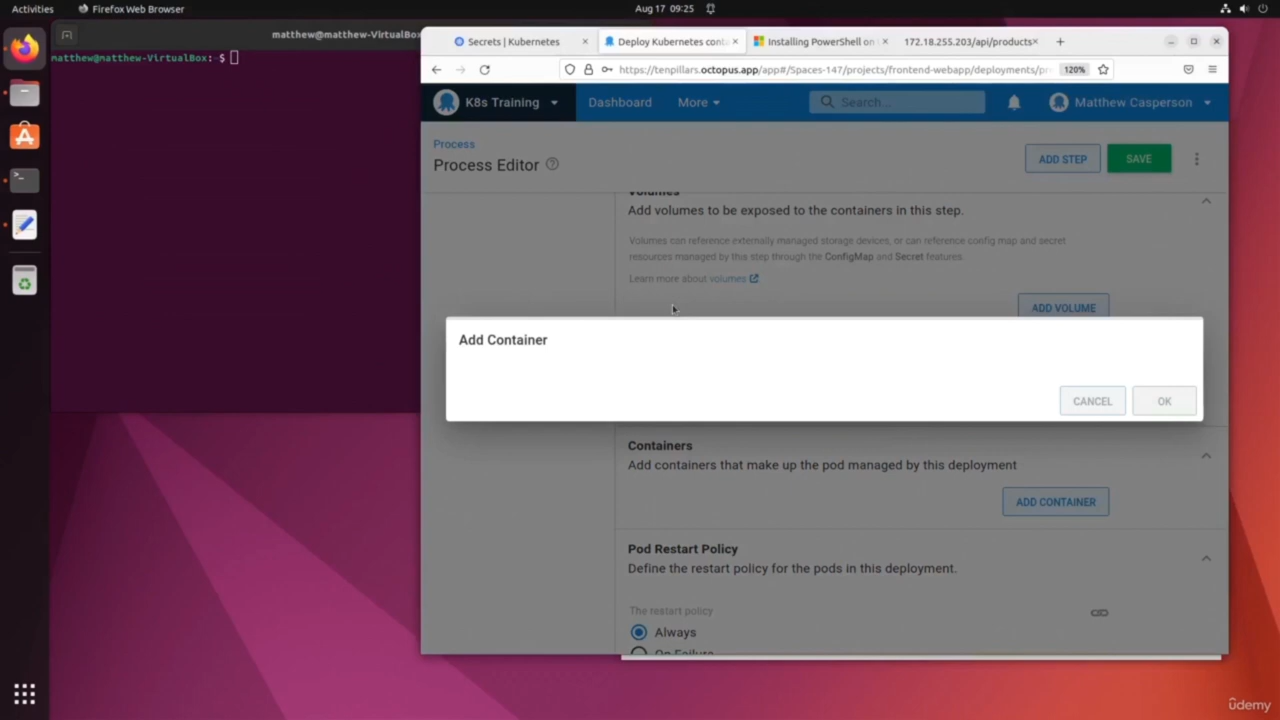 Activities
Firefox Web Browser
Aug 17 09:25
matthew@matthew-VirtualBox:
matthew@matthew-VirtualBox:~$
Secrets | Kubernetes
Deploy Kubernetes cont
Installing PowerShell on
172.18.255.203/api/products
https://tenpillars.octopus.app/app#/Spaces-147/projects/frontend-webapp/deployments/pr
120%
K8s Training
Dashboard
More
Search...
Matthew Casperson
Process
Process Editor
ADD STEP
SAVE
Volumes
Add volumes to be exposed to the containers in this step.
Volumes can reference externally managed storage devices, or can reference config map and secret
resources managed by this step through the ConfigMap and Secret features.
Learn more about volumes
ADD VOLUME
Add Container
CANCEL
OK
Containers
Add containers that make up the pod managed by this deployment
ADD CONTAINER
Pod Restart Policy
Define the restart policy for the pods in this deployment.
The restart policy
Always
On Failure
ûdemy